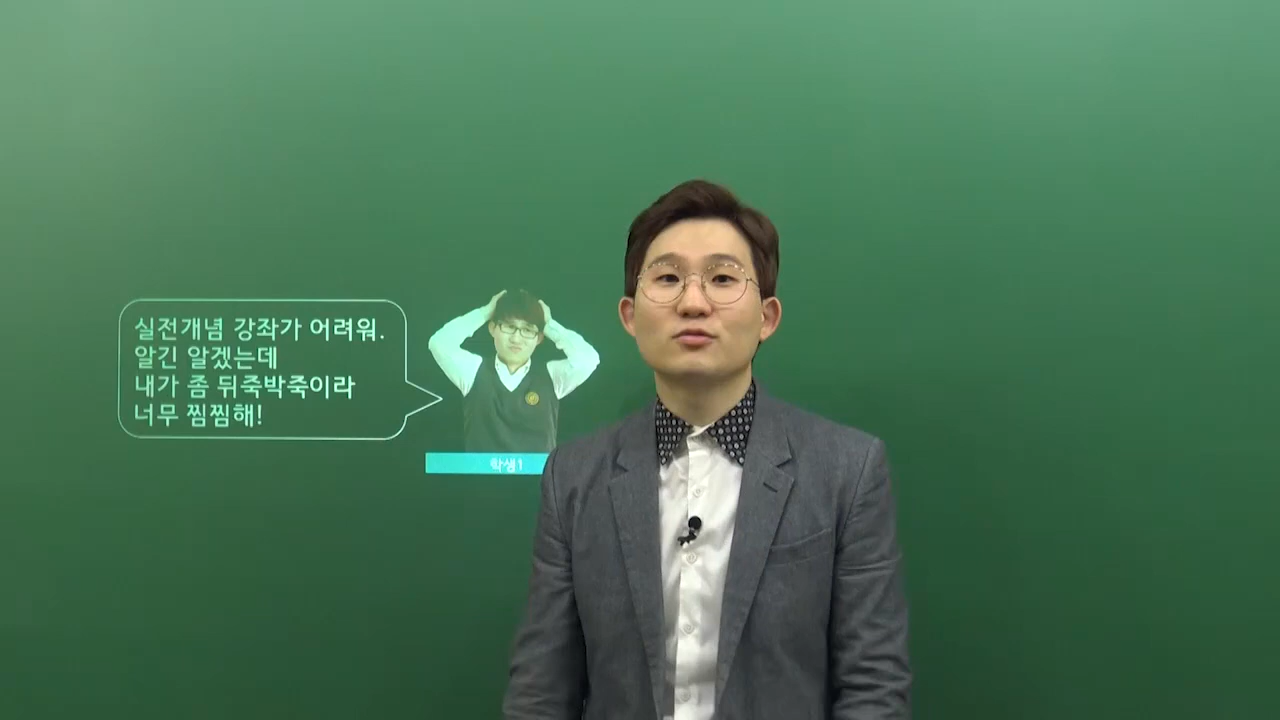 실전개념 강좌가 어려워.
알긴 알겠는데
내가 좀 뒤죽박죽이라
너무 찜찜해!
학생1